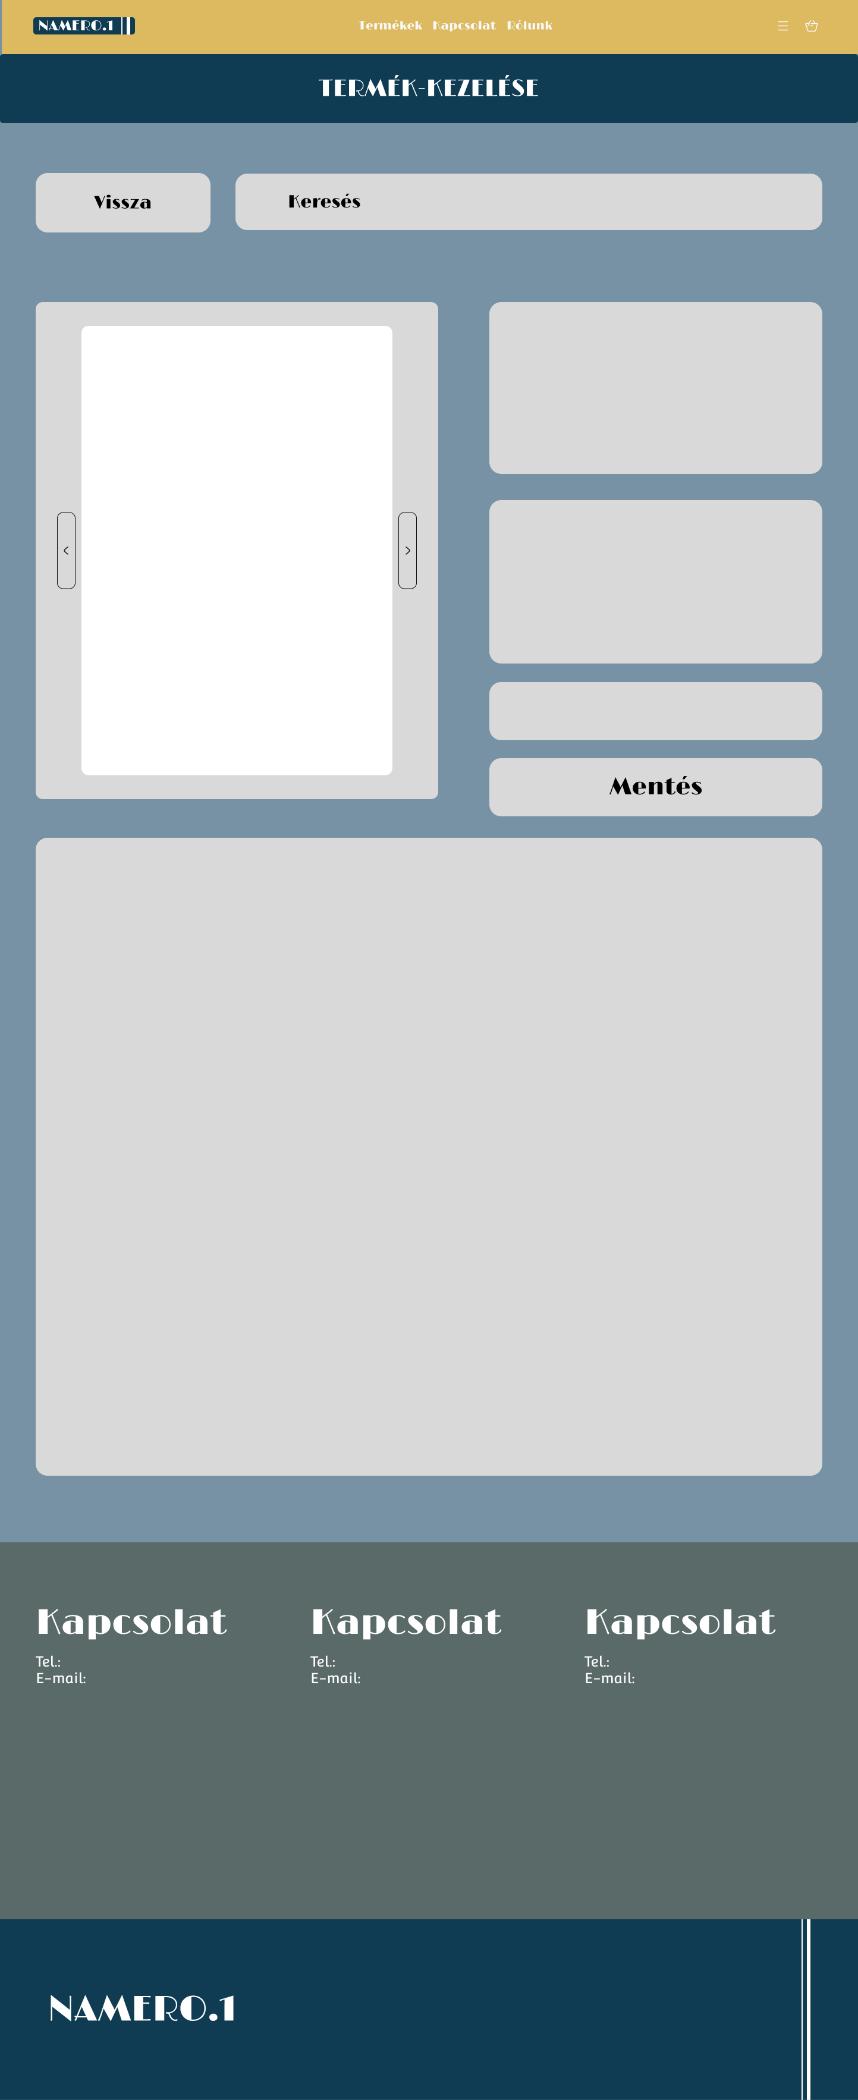 NAMERO.1
Termékek Kapcsolat Rólunk
TERMÉK-KEZELÉSE
Vissza
Keresés
Mentés
Kapcsolat
Tel.:
E-mail:
Kapcsolat
Tel.:
E-mail:
Kapcsolat
Tel.:
E-mail:
NAMERO.1